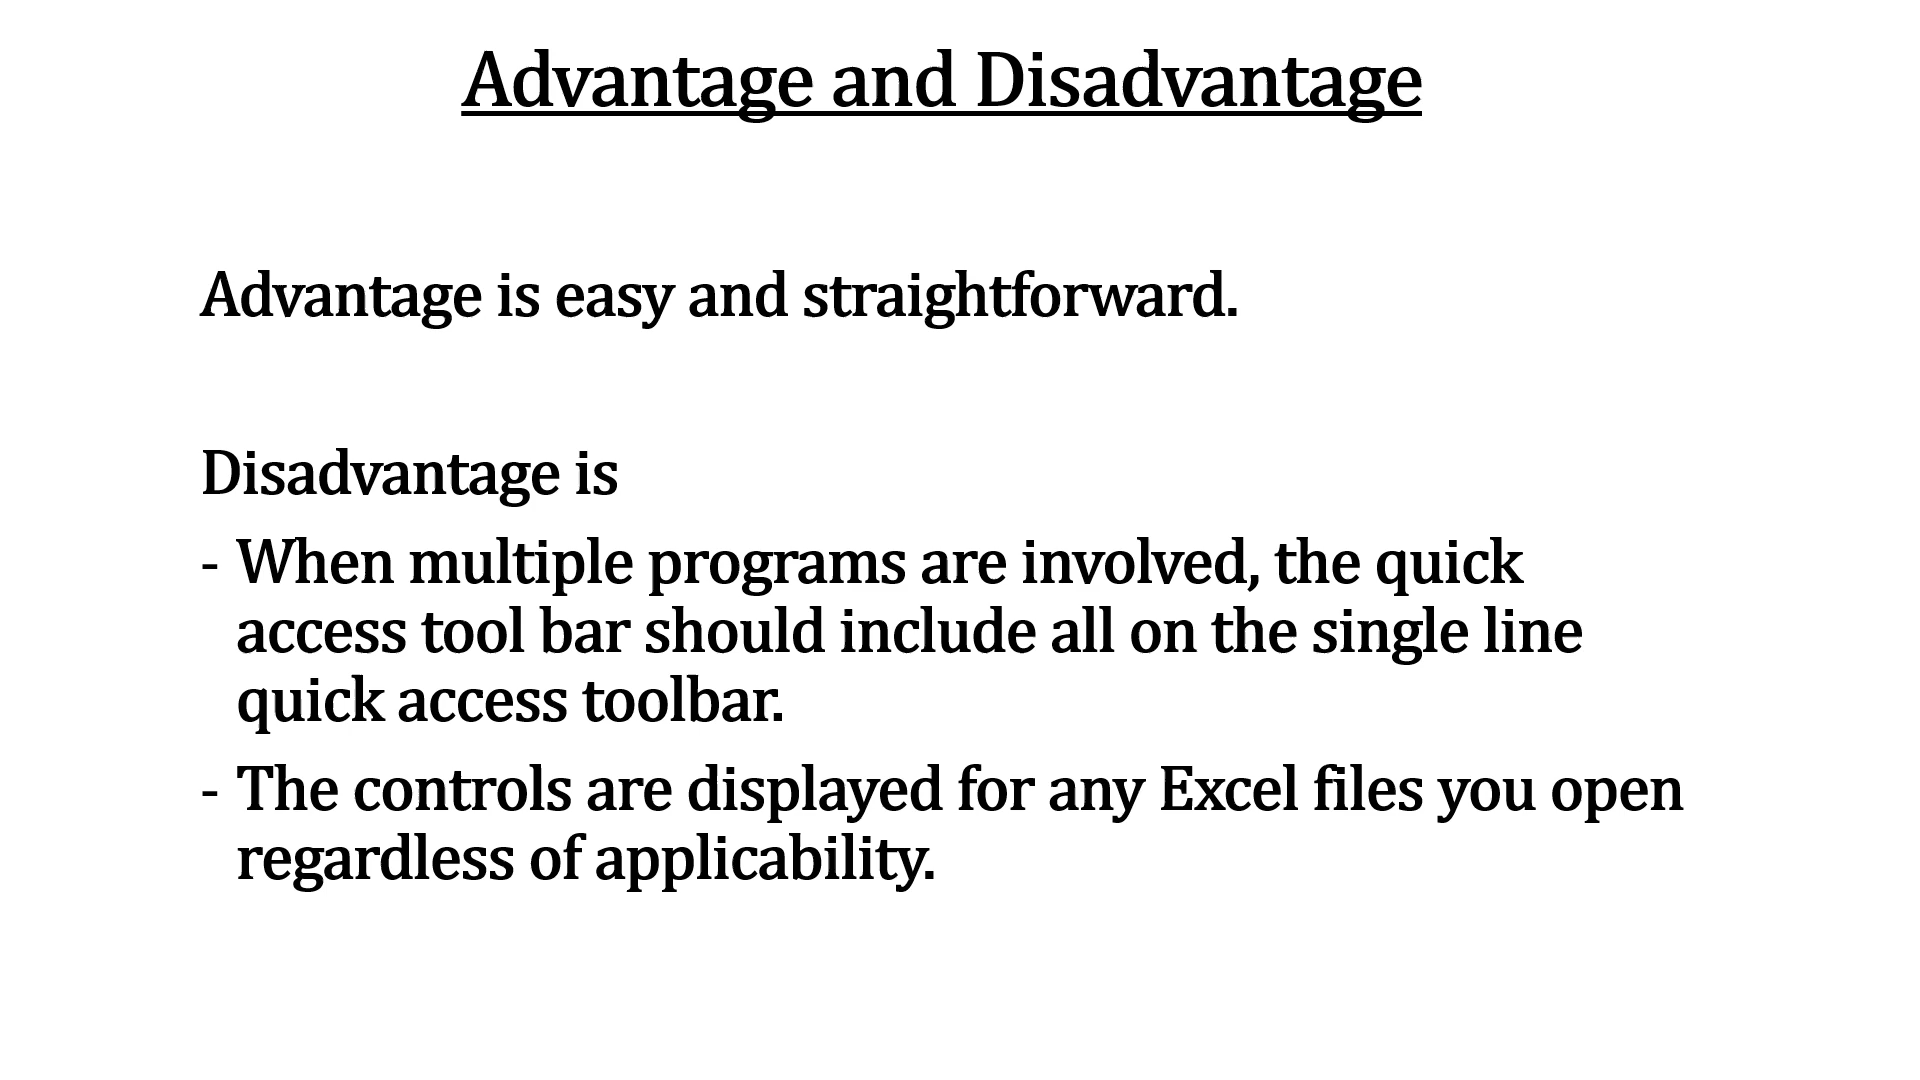 Advantage and Disadvantage
Advantage is easy and straightforward.
Disadvantage is
- When multiple programs are involved, the quick
access tool bar should include all on the single line
quick access toolbar.
- The controls are displayed for any Excel files you open
regardless of applicability.